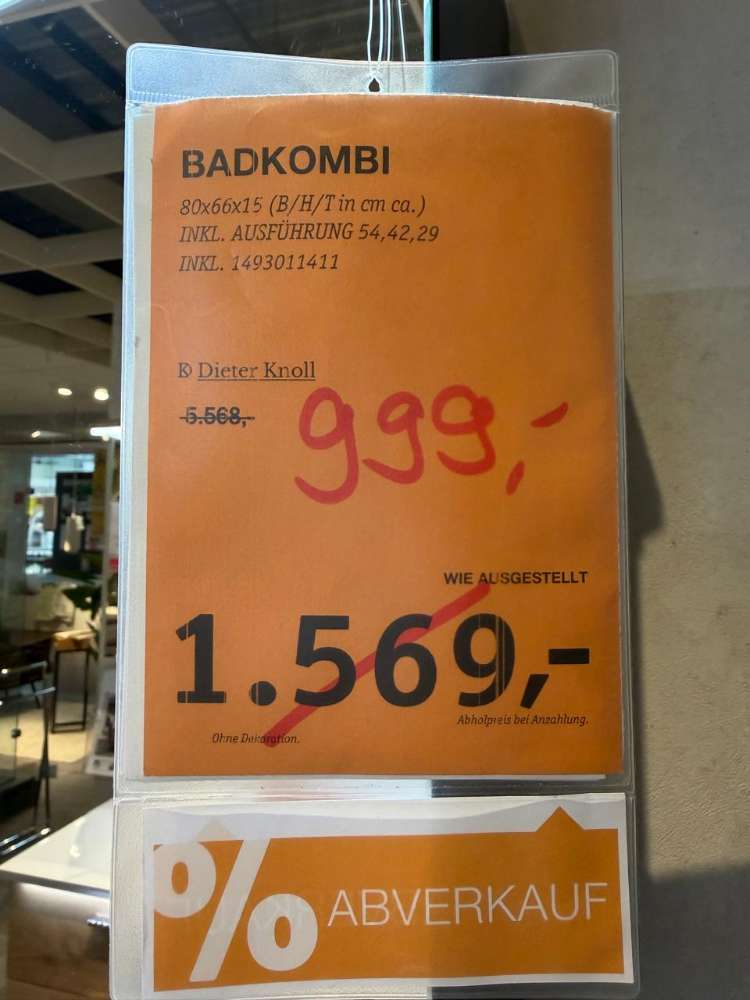 BADKOMBI
80x66x15 (B/H/T in cm ca.)
INKL. AUSFÜHRUNG 54,42,29
INKL. 1493011411
Dieter Knoll
5.568,-
999,-
WIE AUSGESTELLT
1.569,-
Abholpreis bei Anzahlung.
Ohne Dekoration.
% ABVERKAUF